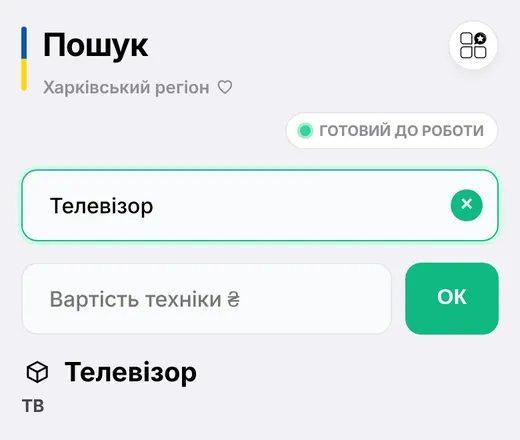 Пошук
Харківський регіон ♡
ГОТОВИЙ ДО РОБОТИ
Телевізор
Вартість техніки ₴
ОК
Телевізор
ТВ